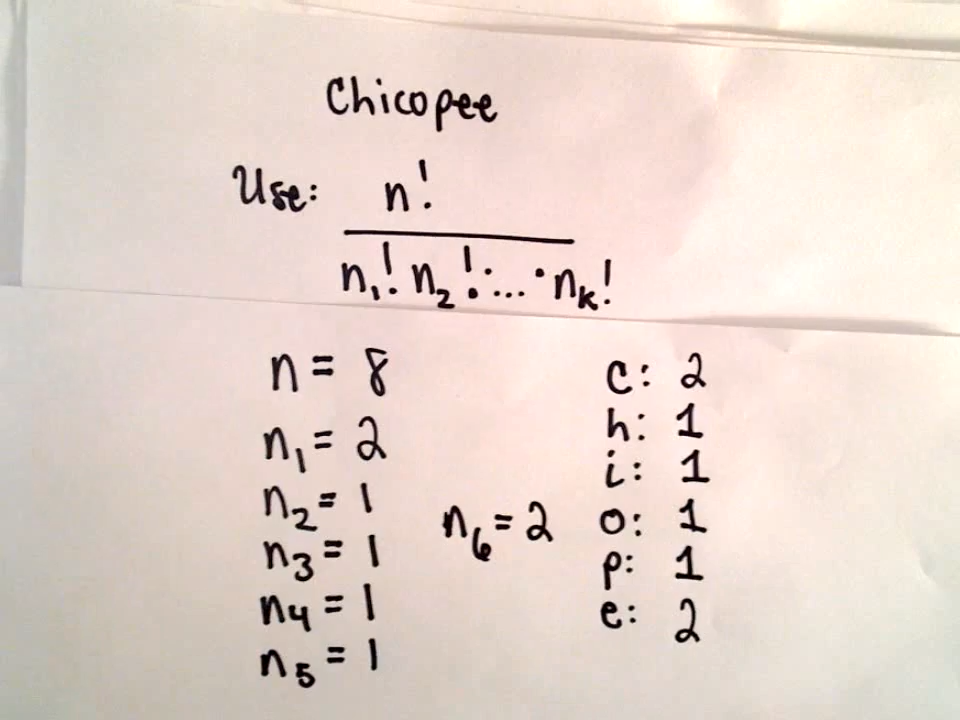 Chicopee
Use: n!
n₁! n₂! · ... · nₖ!
n = 8
n₁ = 2
n₂ = 1
n₃ = 1
n₄ = 1
n₅ = 1
n₆ = 2
c: 2
h: 1
i: 1
o: 1
p: 1
e: 2